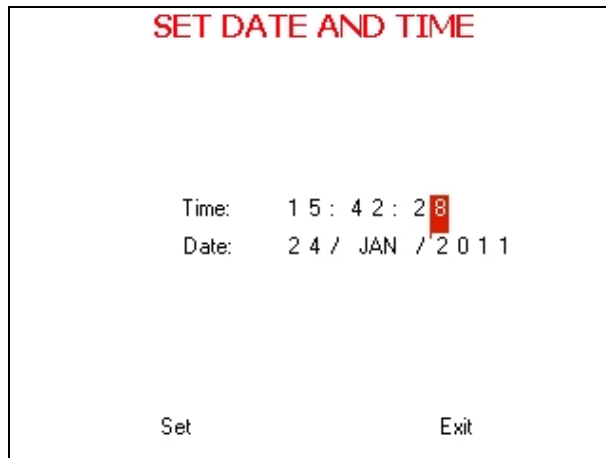 SET DATE AND TIME
Time: 15: 42: 28
Date: 24/ JAN /2011
Set Exit